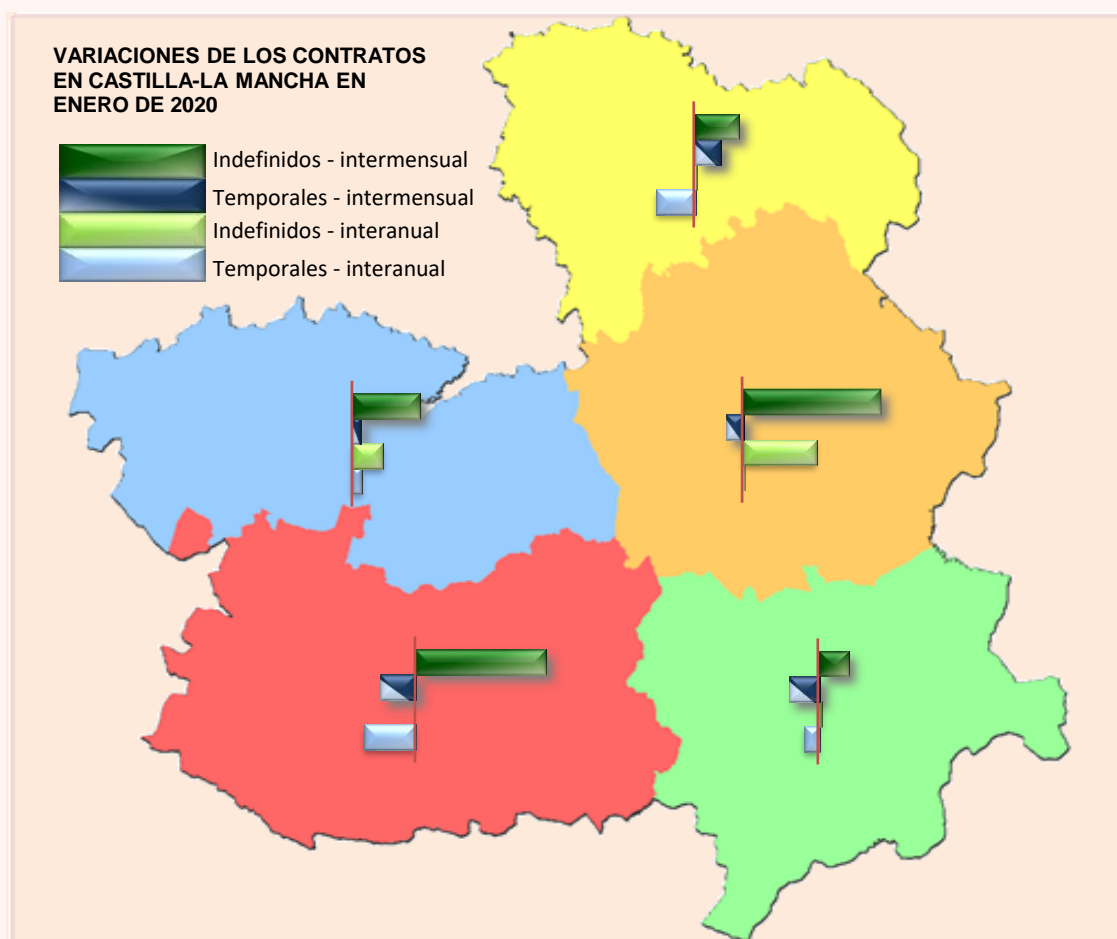 VARIACIONES DE LOS CONTRATOS
EN CASTILLA-LA MANCHA EN
ENERO DE 2020
Indefinidos - intermensual
Temporales - intermensual
Indefinidos - interanual
Temporales - interanual